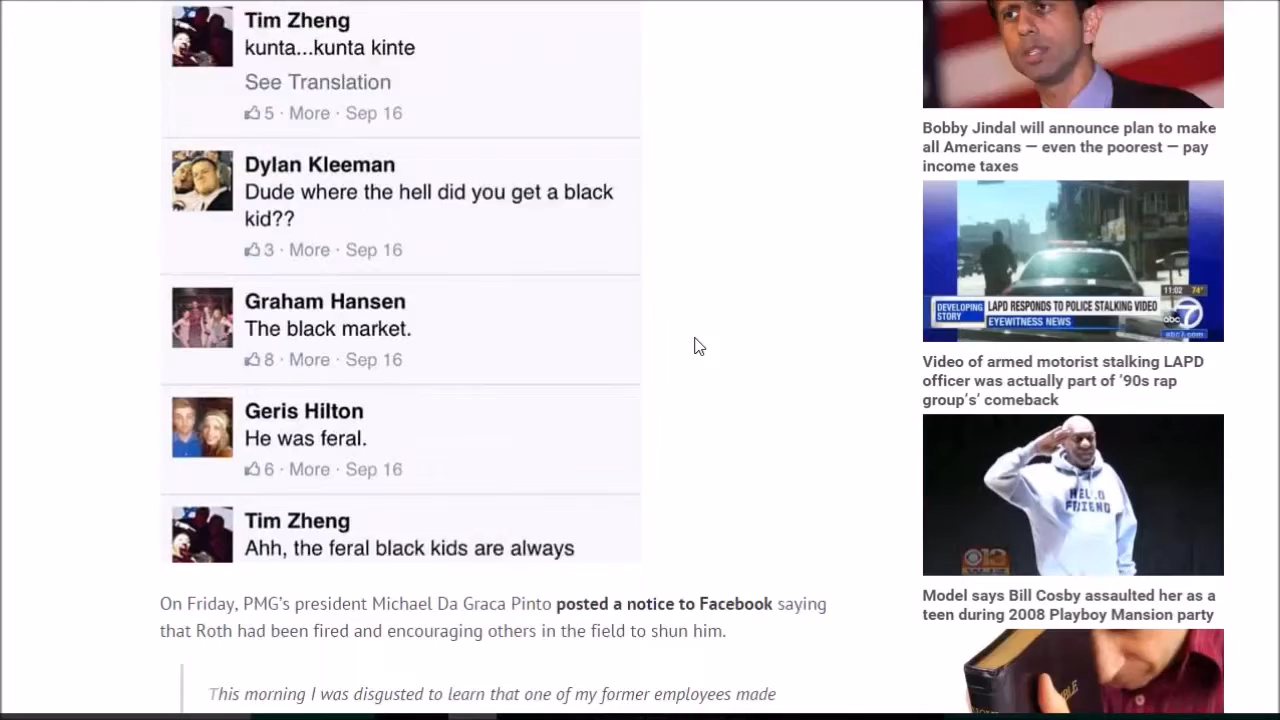 Tim Zheng
kunta...kunta kinte
See Translation
5 · More · Sep 16
Dylan Kleeman
Dude where the hell did you get a black
kid??
3 · More · Sep 16
Graham Hansen
The black market.
8 · More · Sep 16
Geris Hilton
He was feral.
6 · More · Sep 16
Tim Zheng
Ahh, the feral black kids are always
On Friday, PMG’s president Michael Da Graca Pinto posted a notice to Facebook saying
that Roth had been fired and encouraging others in the field to shun him.
This morning I was disgusted to learn that one of my former employees made
Bobby Jindal will announce plan to make
all Americans — even the poorest — pay
income taxes
DEVELOPING
STORY
LAPD RESPONDS TO POLICE STALKING VIDEO
EYEWITNESS NEWS
11:02 74°
abc 7
abc7.com
Video of armed motorist stalking LAPD
officer was actually part of ’90s rap
group’s’ comeback
HELLO
FRIEND
13
Model says Bill Cosby assaulted her as a
teen during 2008 Playboy Mansion party